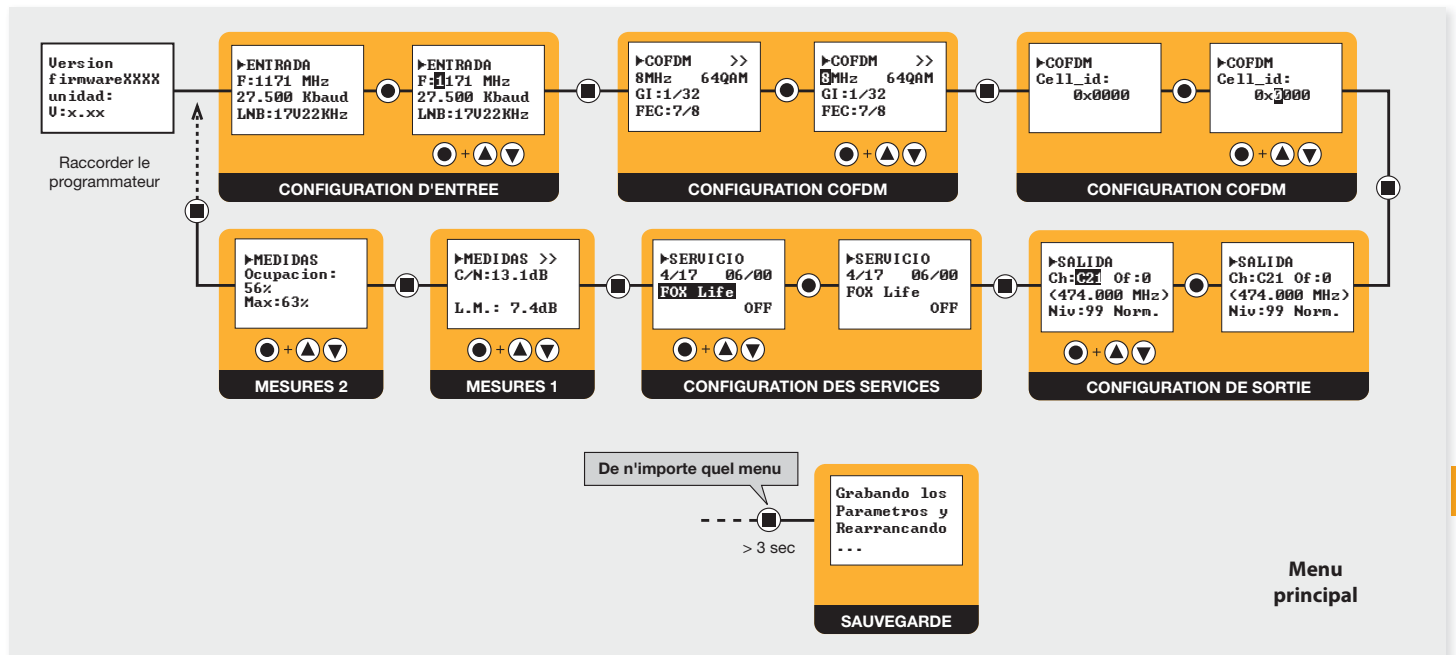 Version
firmwareXXXX
unidad:
V:x.xx
Raccorder le
programmateur
►ENTRADA
F:1171 MHz
27.500 Kbaud
LNB:17V22KHz
►ENTRADA
F:1171 MHz
27.500 Kbaud
LNB:17V22KHz
+
CONFIGURATION D'ENTREE
►COFDM >>
8MHz 64QAM
GI:1/32
FEC:7/8
►COFDM >>
8MHz 64QAM
GI:1/32
FEC:7/8
+
CONFIGURATION COFDM
►COFDM
Cell_id:
0x0000
►COFDM
Cell_id:
0x0000
+
CONFIGURATION COFDM
►MEDIDAS
Ocupacion:
56%
Max:63%
+
MESURES 2
►MEDIDAS >>
C/N:13.1dB
L.M.: 7.4dB
+
MESURES 1
►SERVICIO
4/17 06/00
FOX Life
OFF
►SERVICIO
4/17 06/00
FOX Life
OFF
+
CONFIGURATION DES SERVICES
►SALIDA
Ch:C21 Of:0
(474.000 MHz)
Niv:99 Norm.
►SALIDA
Ch:C21 Of:0
(474.000 MHz)
Niv:99 Norm.
+
CONFIGURATION DE SORTIE
De n'importe quel menu
> 3 sec
Grabando los
Parametros y
Rearrancando
...
SAUVEGARDE
Menu
principal